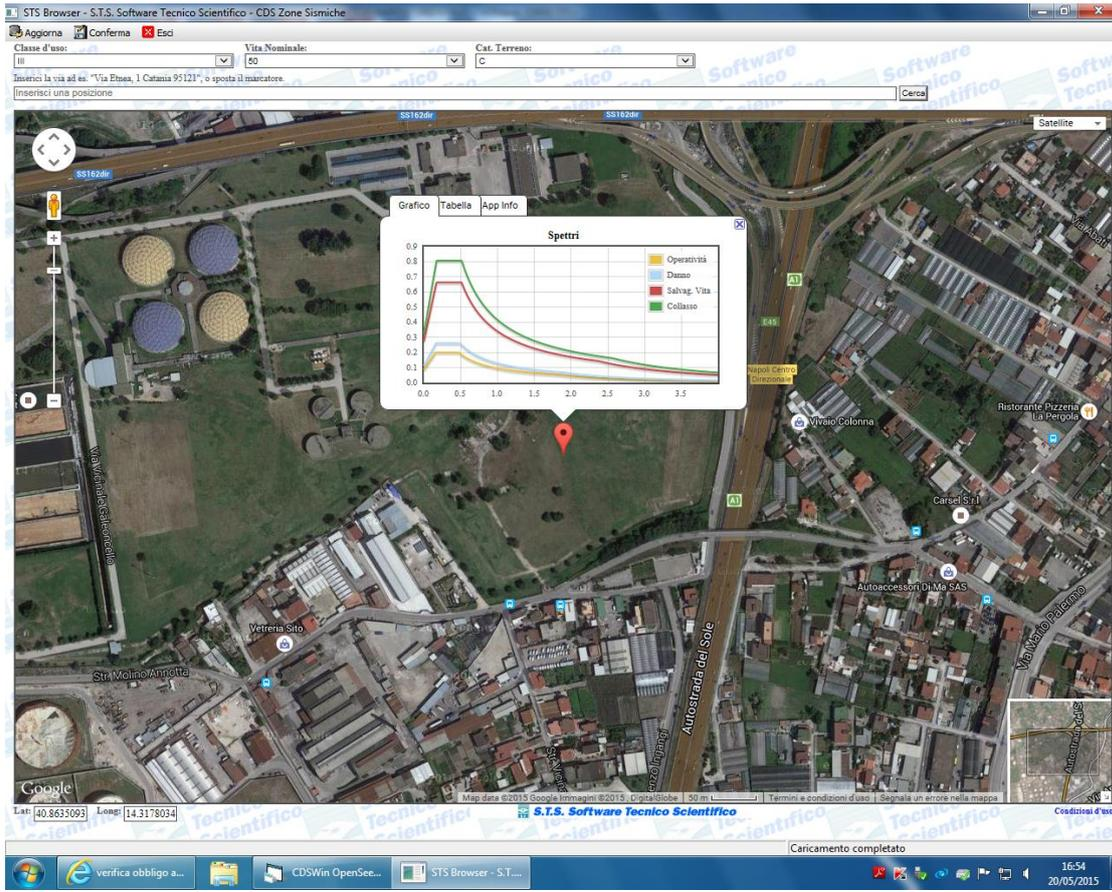 STS Browser - S.T.S. Software Tecnico Scientifico - CDS Zone Sismiche
Aggiorna Conferma Esci
Classe d'uso: Vita Nominale: Cat. Terreno:
III 50 C
Inserici la via ad es. "Via Etnea, 1 Catania 95121", o sposta il marcatore.
Inserisci una posizione Cerca
SS162dir SS162dir
Satellite
SS162dir
Via Abate
Grafico Tabella App Info
Spettri
0.9
0.8
0.7
0.6
0.5
0.4
0.3
0.2
0.1
0.0
0.0 0.5 1.0 1.5 2.0 2.5 3.0 3.5
Operatività
Danno
Salvag. Vita
Collasso
A1
E45
Napoli Centro
Direzionale
Vivaio Colonna
Ristorante Pizzeria
La Pergola
Via Vicinale Galeoncello
A1
Carsel S.r.l
Autoaccessori Di Ma SAS
Via Mario Palermo
Vetreria Sito
Str. Molino Annotta
Autostrada del Sole
Autostrada del S
Google
Map data ©2015 Google Immagini ©2015 , DigitalGlobe 50 m Termini e condizioni d'uso Segnala un errore nella mappa
Lat: 40.8635093 Long: 14.3178034 S.T.S. Software Tecnico Scientifico Condizioni d'uso
Caricamento completato
verifica obbligo a... CDSWin OpenSee... STS Browser - S.T.... 16:54
20/05/2015